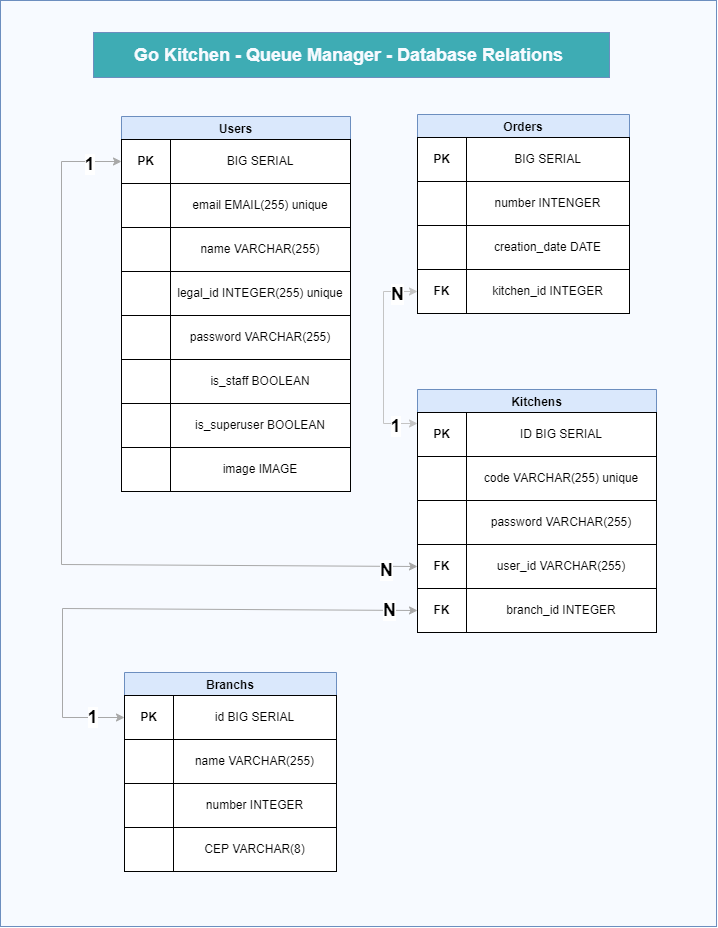 Go Kitchen - Queue Manager - Database Relations
Users
PK BIG SERIAL
email EMAIL(255) unique
name VARCHAR(255)
legal_id INTEGER(255) unique
password VARCHAR(255)
is_staff BOOLEAN
is_superuser BOOLEAN
image IMAGE
1
Orders
PK BIG SERIAL
number INTENGER
creation_date DATE
FK kitchen_id INTEGER
N
1
Kitchens
PK ID BIG SERIAL
code VARCHAR(255) unique
password VARCHAR(255)
FK user_id VARCHAR(255)
FK branch_id INTEGER
N
N
Branchs
PK id BIG SERIAL
name VARCHAR(255)
number INTEGER
CEP VARCHAR(8)
1